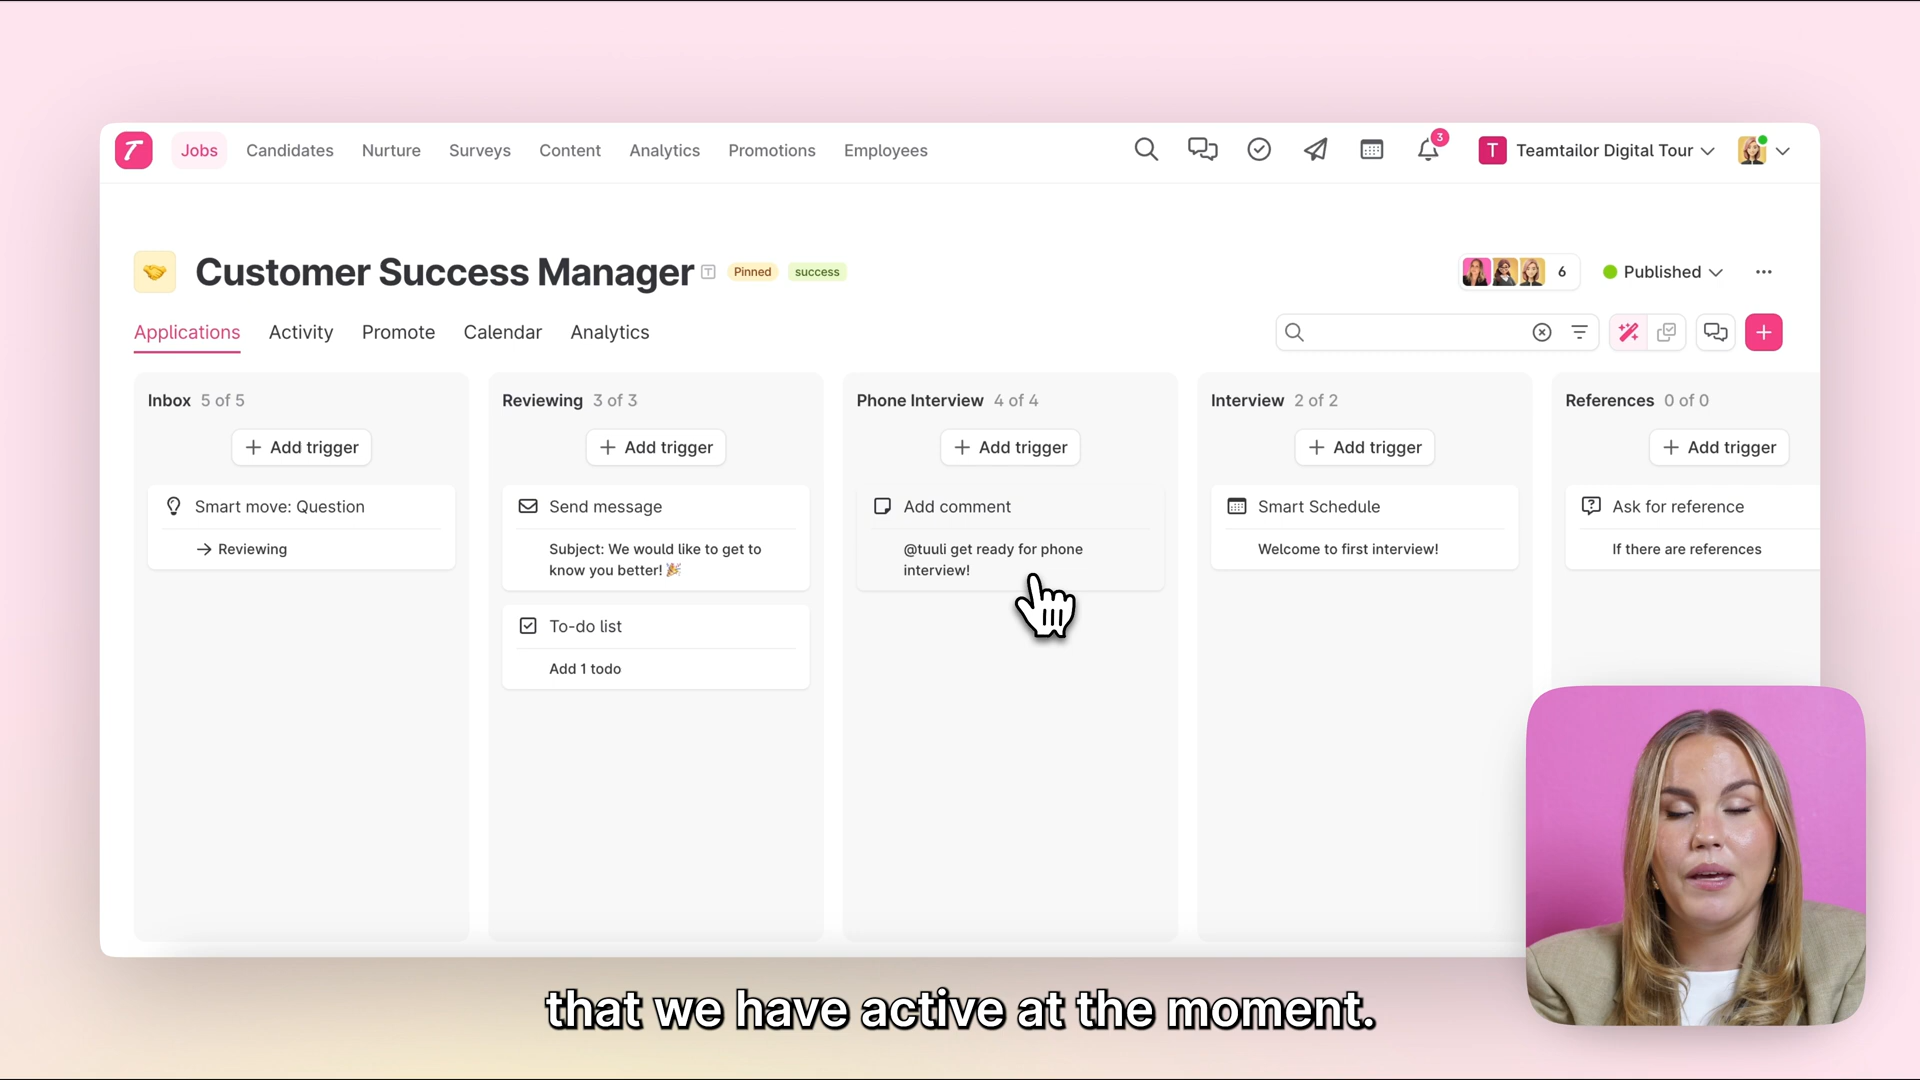 Jobs Candidates Nurture Surveys Content Analytics Promotions Employees 3 T Teamtailor Digital Tour
Customer Success Manager T Pinned success 6 Published
Applications Activity Promote Calendar Analytics
Inbox 5 of 5
Add trigger
Smart move: Question
Reviewing
Reviewing 3 of 3
Add trigger
Send message
Subject: We would like to get to
know you better! 🎉
To-do list
Add 1 todo
Phone Interview 4 of 4
Add trigger
Add comment
@tuuli get ready for phone
interview!
Interview 2 of 2
Add trigger
Smart Schedule
Welcome to first interview!
References 0 of 0
Add trigger
Ask for reference
If there are references
that we have active at the moment.